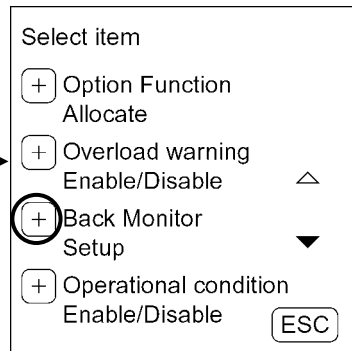 Select item
+ Option Function
Allocate
+ Overload warning
Enable/Disable
+ Back Monitor
Setup
+ Operational condition
Enable/Disable
ESC